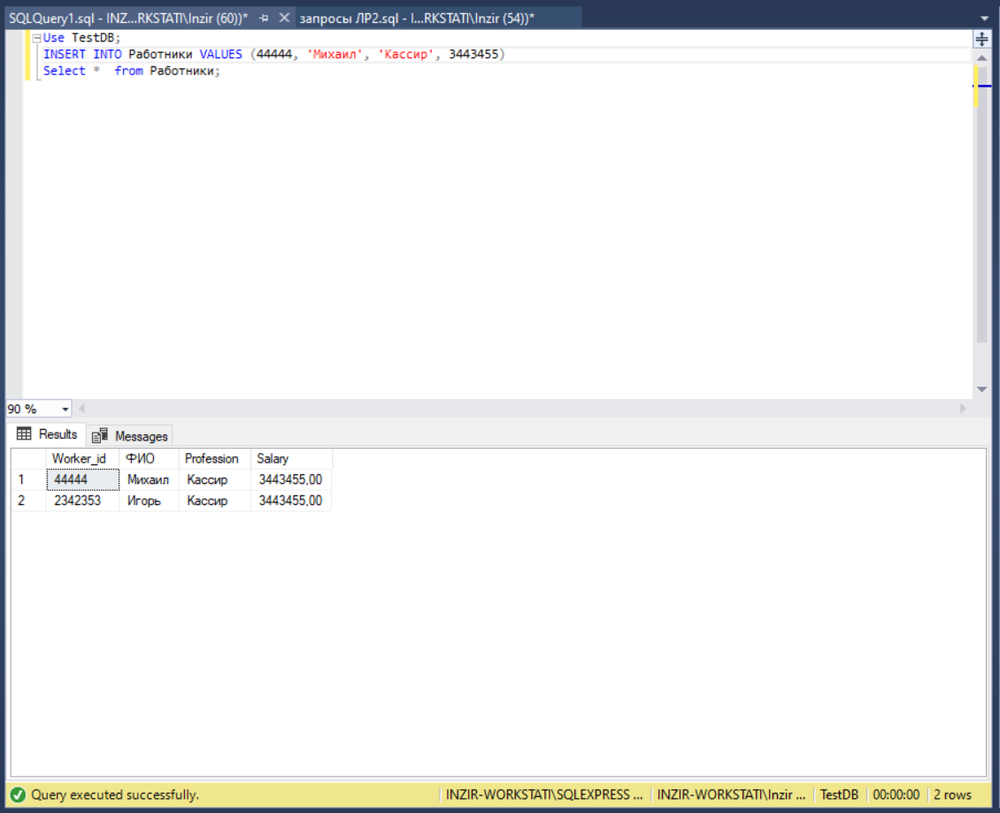 SQLQuery1.sql - INZ...RKSTATI\Inzir (60))* запросы ЛР2.sql - I...RKSTATI\Inzir (54))*
Use TestDB;
INSERT INTO Работники VALUES (44444, 'Михаил', 'Кассир', 3443455)
Select * from Работники;
90 %
Results Messages
Worker_id ФИО Profession Salary
1 44444 Михаил Кассир 3443455,00
2 2342353 Игорь Кассир 3443455,00
Query executed successfully. INZIR-WORKSTATI\SQLEXPRESS ... INZIR-WORKSTATI\Inzir ... TestDB 00:00:00 2 rows